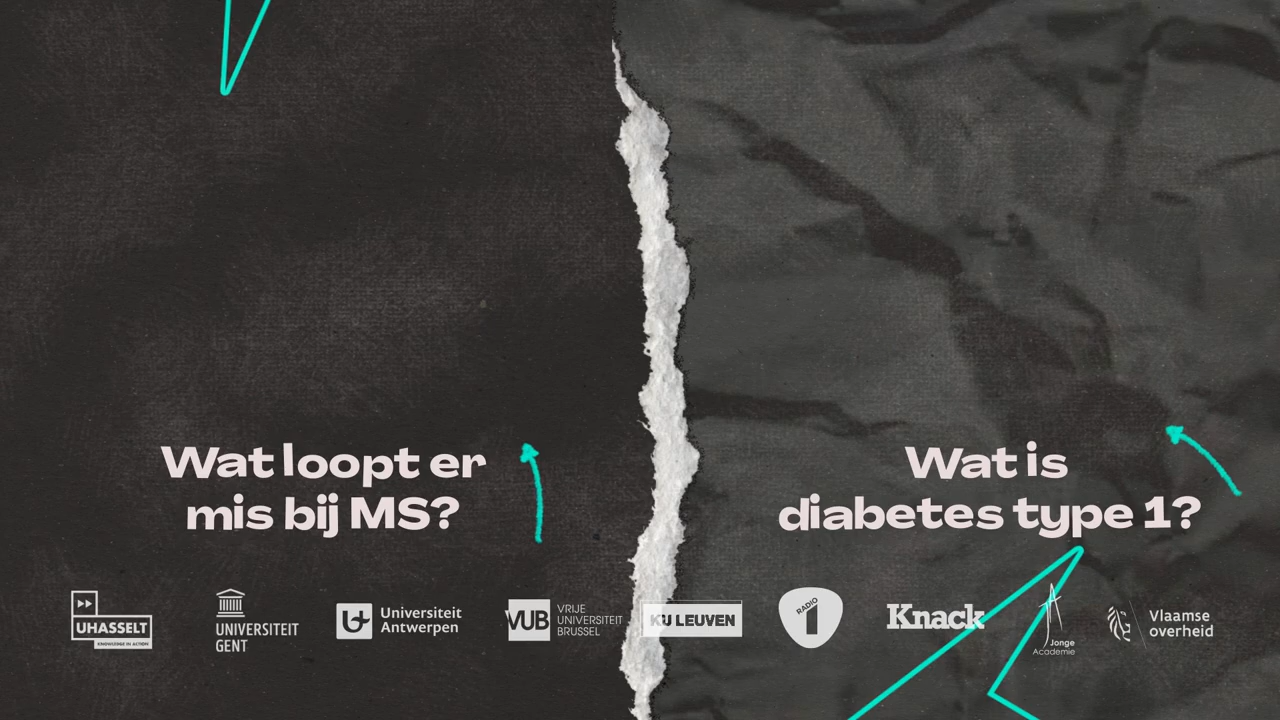 Wat loopt er
mis bij MS?
Wat is
diabetes type 1?
UHASSELT
KNOWLEDGE IN ACTION
UNIVERSITEIT
GENT
Universiteit
Antwerpen
VUB
VRIJE
UNIVERSITEIT
BRUSSEL
KU LEUVEN
RADIO
1
Knack
Jonge
Academie
Vlaamse
overheid